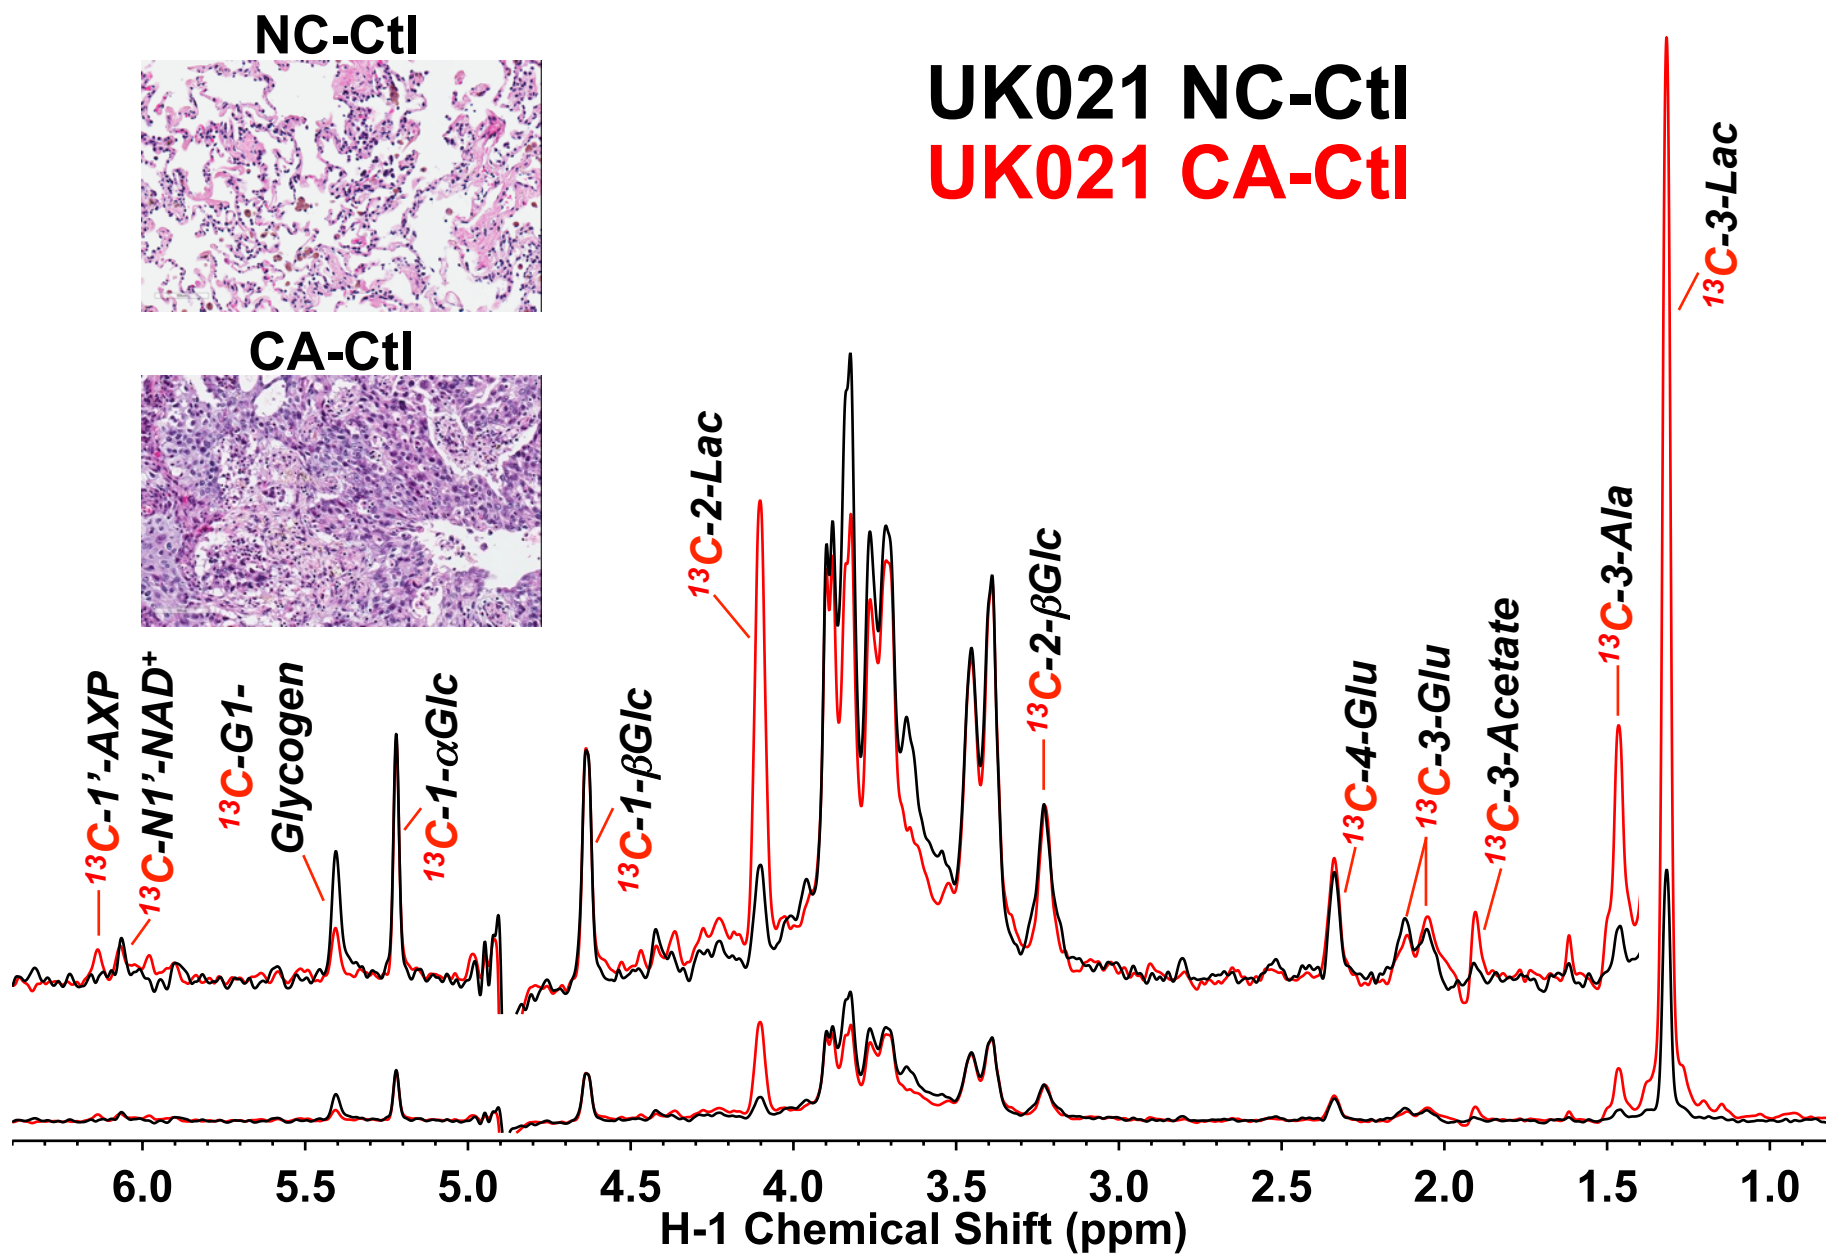 NC-Ctl
CA-Ctl
UK021 NC-Ctl
UK021 CA-Ctl
¹³C-1'-AXP
¹³C-N1'-NAD⁺
¹³C-G1-
Glycogen
¹³C-1-αGlc
¹³C-1-βGlc
¹³C-2-Lac
¹³C-2-βGlc
¹³C-4-Glu
¹³C-3-Glu
¹³C-3-Acetate
¹³C-3-Ala
¹³C-3-Lac
6.0 5.5 5.0 4.5 4.0 3.5 3.0 2.5 2.0 1.5 1.0
H-1 Chemical Shift (ppm)